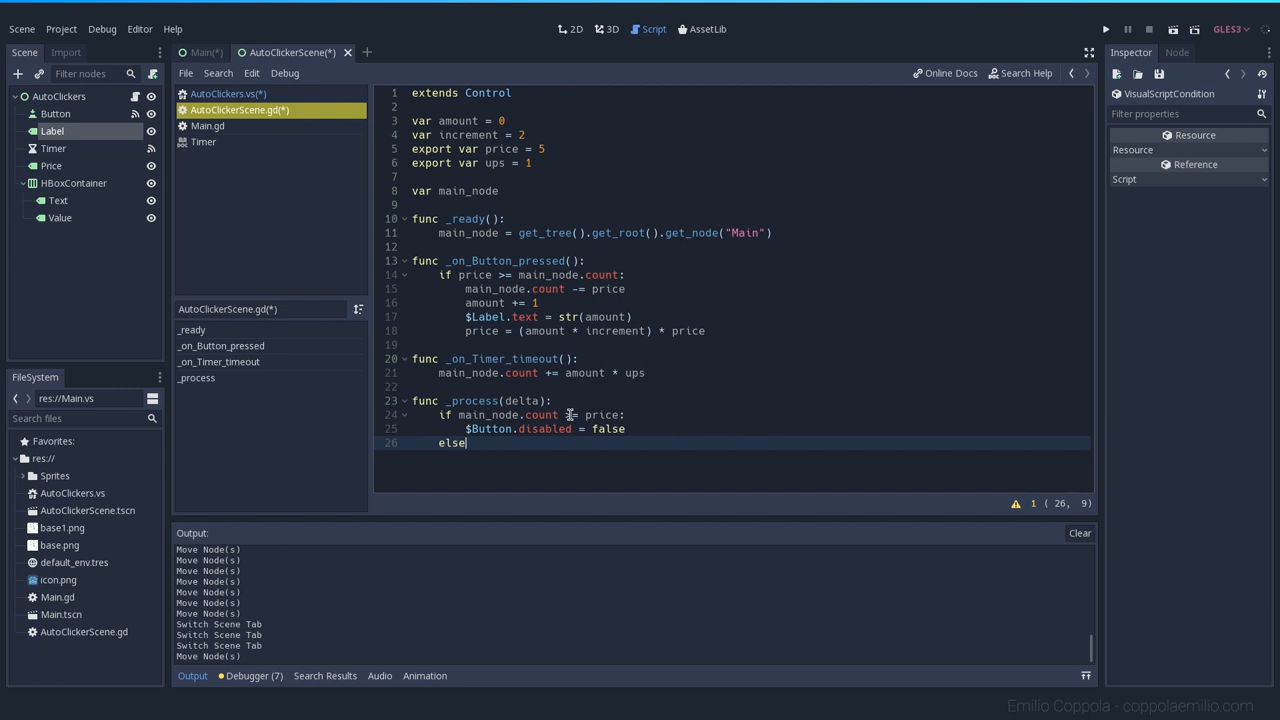 Scene Project Debug Editor Help
2D 3D Script AssetLib
GLES3
Scene Import
Filter nodes
AutoClickers
Button
Label
Timer
Price
HBoxContainer
Text
Value
FileSystem
res://Main.vs
Search files
Favorites:
res://
Sprites
AutoClickers.vs
AutoClickerScene.tscn
base1.png
base.png
default_env.tres
icon.png
Main.gd
Main.tscn
AutoClickerScene.gd
Main(*) AutoClickerScene(*)
File Search Edit Debug
Online Docs Search Help
AutoClickers.vs(*)
AutoClickerScene.gd(*)
Main.gd
Timer
AutoClickerScene.gd(*)
_ready
_on_Button_pressed
_on_Timer_timeout
_process
1 extends Control
2
3 var amount = 0
4 var increment = 2
5 export var price = 5
6 export var ups = 1
7
8 var main_node
9
10 func _ready():
11 main_node = get_tree().get_root().get_node("Main")
12
13 func _on_Button_pressed():
14 if price >= main_node.count:
15 main_node.count -= price
16 amount += 1
17 $Label.text = str(amount)
18 price = (amount * increment) * price
19
20 func _on_Timer_timeout():
21 main_node.count += amount * ups
22
23 func _process(delta):
24 if main_node.count = price:
25 $Button.disabled = false
26 else
1 ( 26, 9)
Output: Clear
Move Node(s)
Move Node(s)
Move Node(s)
Move Node(s)
Move Node(s)
Move Node(s)
Move Node(s)
Switch Scene Tab
Switch Scene Tab
Switch Scene Tab
Move Node(s)
Output Debugger (7) Search Results Audio Animation
Inspector Node
VisualScriptCondition
Filter properties
Resource
Resource
Reference
Script
Emilio Coppola - coppolaemilio.com